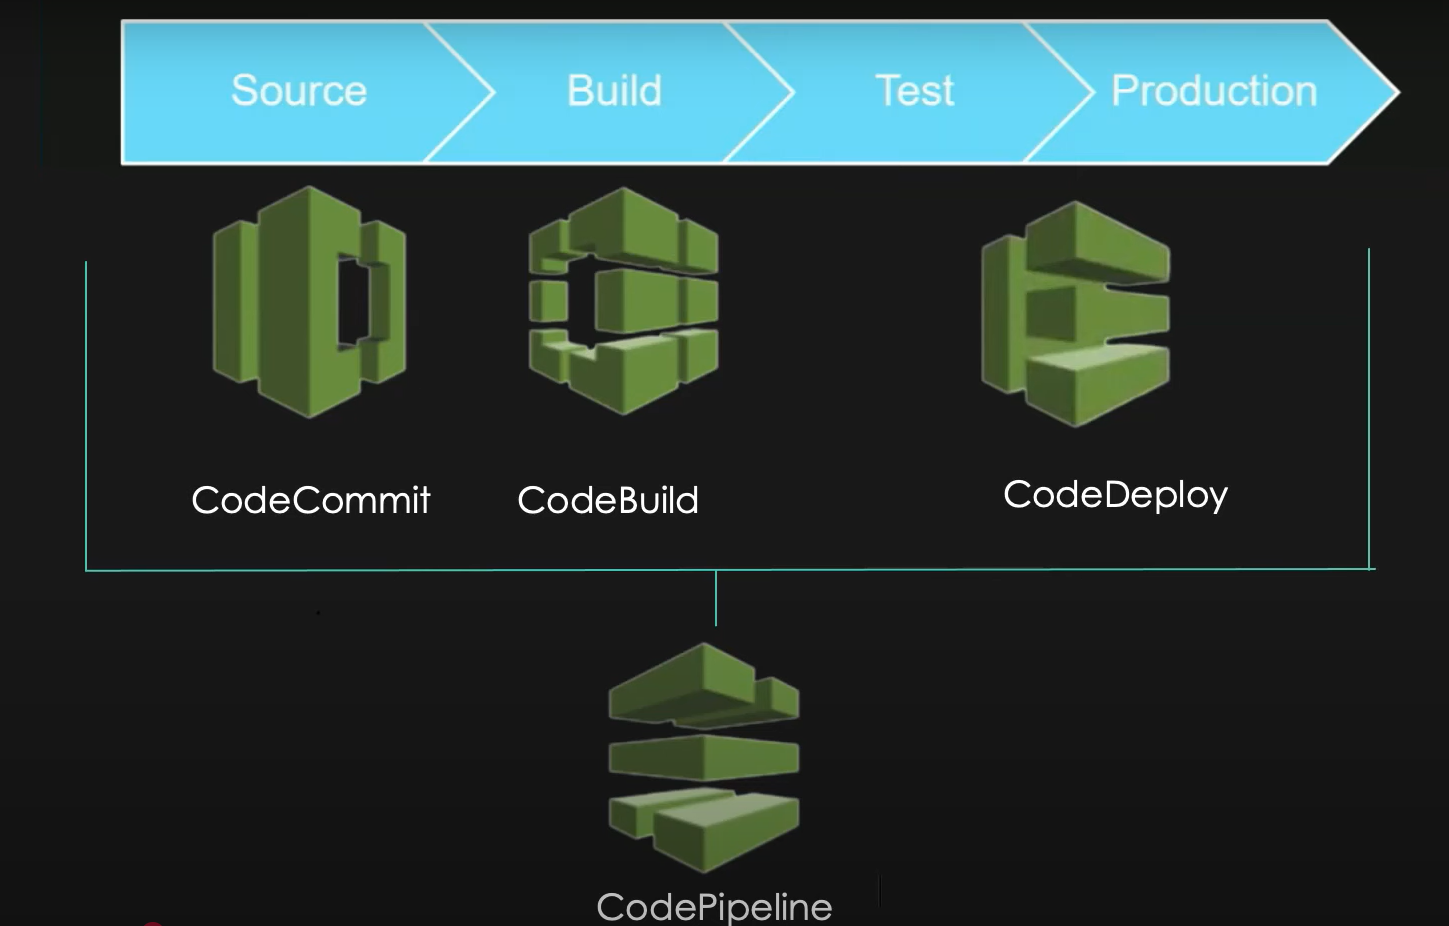 Source
Build
Test
Production
CodeCommit
CodeBuild
CodeDeploy
CodePipeline